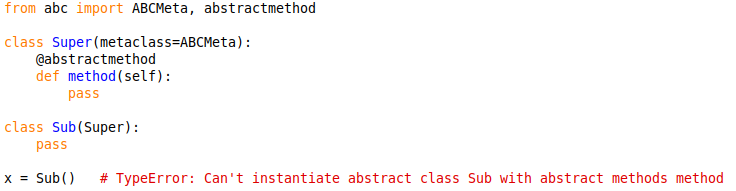 from abc import ABCMeta, abstractmethod
class Super(metaclass=ABCMeta):
    @abstractmethod
    def method(self):
        pass
class Sub(Super):
    pass
x = Sub()   # TypeError: Can't instantiate abstract class Sub with abstract methods method